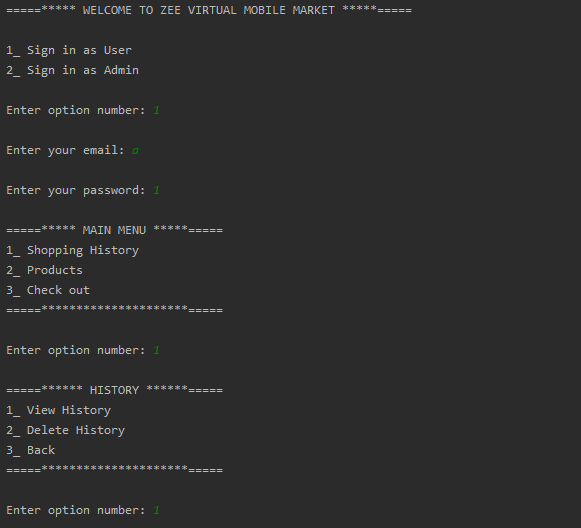 =====***** WELCOME TO ZEE VIRTUAL MOBILE MARKET *****=====
1_ Sign in as User
2_ Sign in as Admin
Enter option number: 1
Enter your email: a
Enter your password: 1
=====***** MAIN MENU *****=====
1_ Shopping History
2_ Products
3_ Check out
=====*********************=====
Enter option number: 1
=====****** HISTORY ******=====
1_ View History
2_ Delete History
3_ Back
=====*********************=====
Enter option number: 1